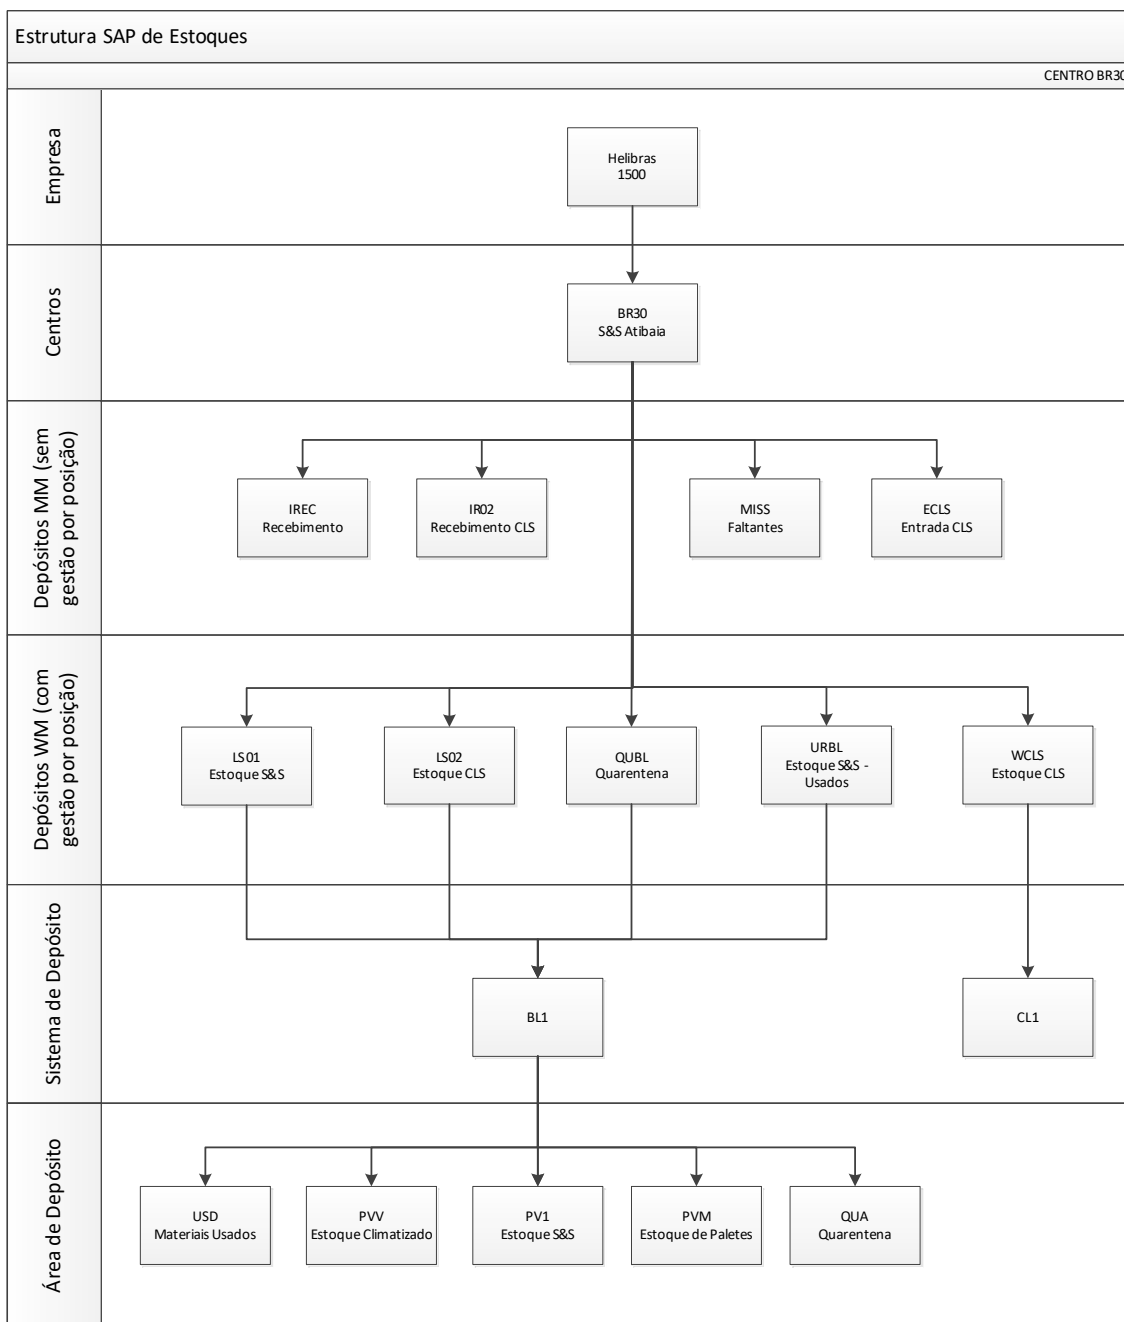 Estrutura SAP de Estoques
CENTRO BR30
Empresa
Helibras
1500
Centros
BR30
S&S Atibaia
Depósitos MM (sem
gestão por posição)
IREC
Recebimento
IR02
Recebimento CLS
MISS
Faltantes
ECLS
Entrada CLS
Depósitos WM (com
gestão por posição)
LS01
Estoque S&S
LS02
Estoque CLS
QUBL
Quarentena
URBL
Estoque S&S -
Usados
WCLS
Estoque CLS
Sistema de Depósito
BL1
CL1
Área de Depósito
USD
Materiais Usados
PVV
Estoque Climatizado
PV1
Estoque S&S
PVM
Estoque de Paletes
QUA
Quarentena